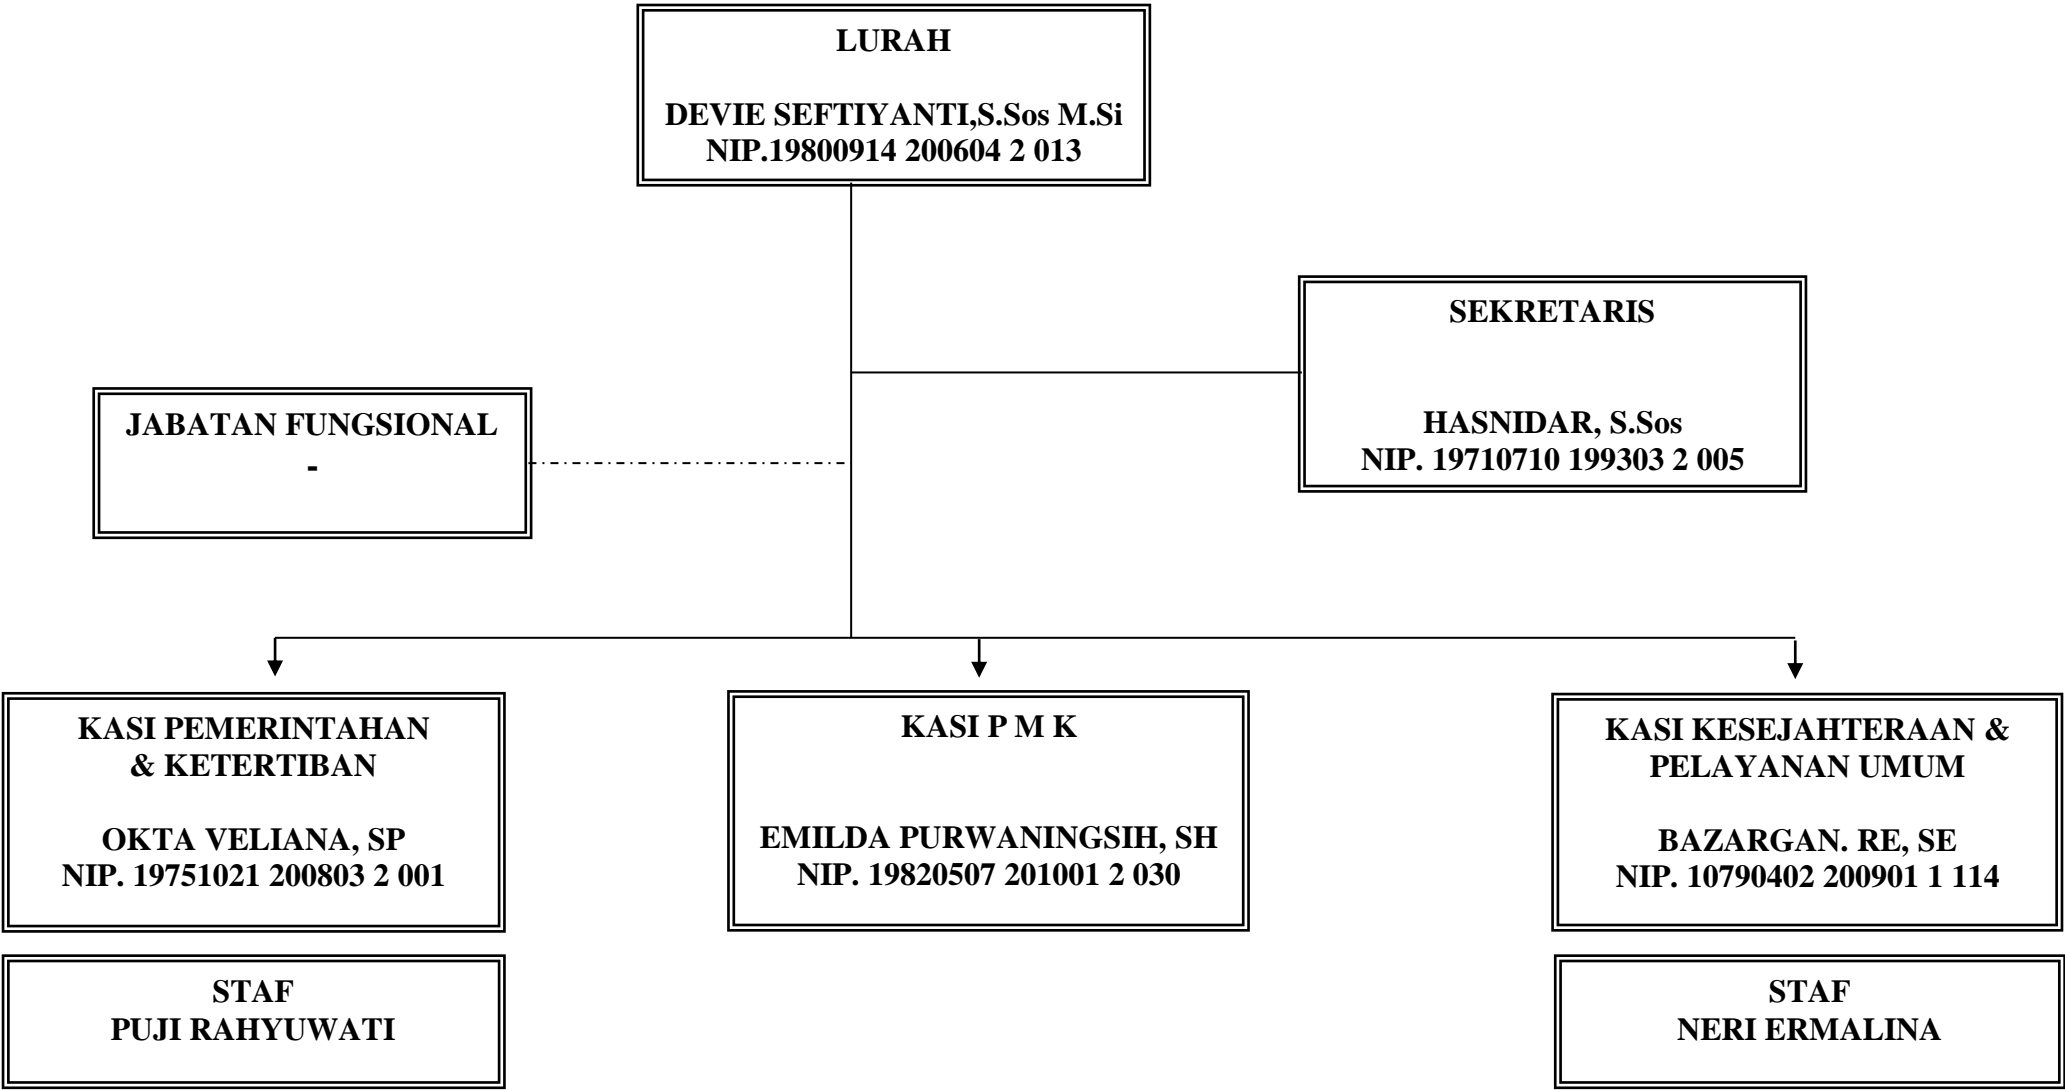 LURAH
DEVIE SEFTIYANTI,S.Sos M.Si
NIP.19800914 200604 2 013
SEKRETARIS
HASNIDAR, S.Sos
NIP. 19710710 199303 2 005
JABATAN FUNGSIONAL
-
KASI PEMERINTAHAN
& KETERTIBAN
OKTA VELIANA, SP
NIP. 19751021 200803 2 001
KASI P M K
EMILDA PURWANINGSIH, SH
NIP. 19820507 201001 2 030
KASI KESEJAHTERAAN &
PELAYANAN UMUM
BAZARGAN. RE, SE
NIP. 10790402 200901 1 114
STAF
PUJI RAHYUWATI
STAF
NERI ERMALINA